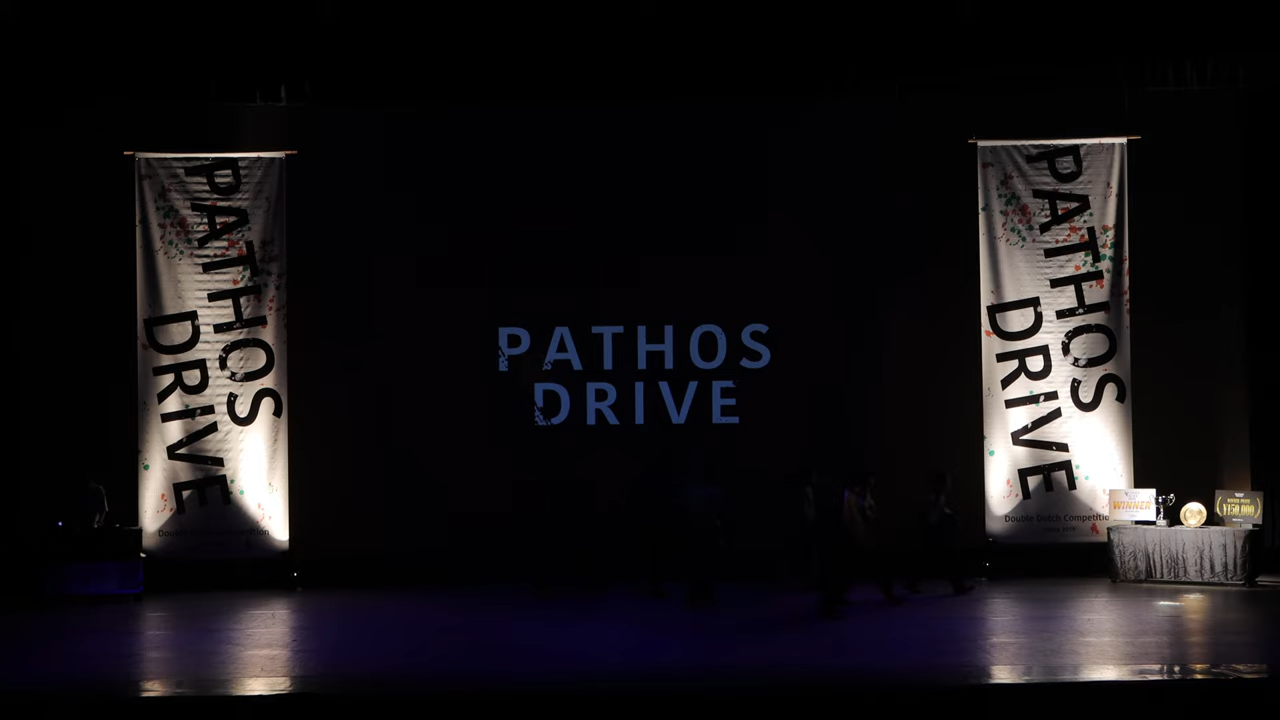 PATHOS
DRIVE
PATHOS
DRIVE
PATHOS
DRIVE
Double Dutch Competition
WINNER
¥150,000